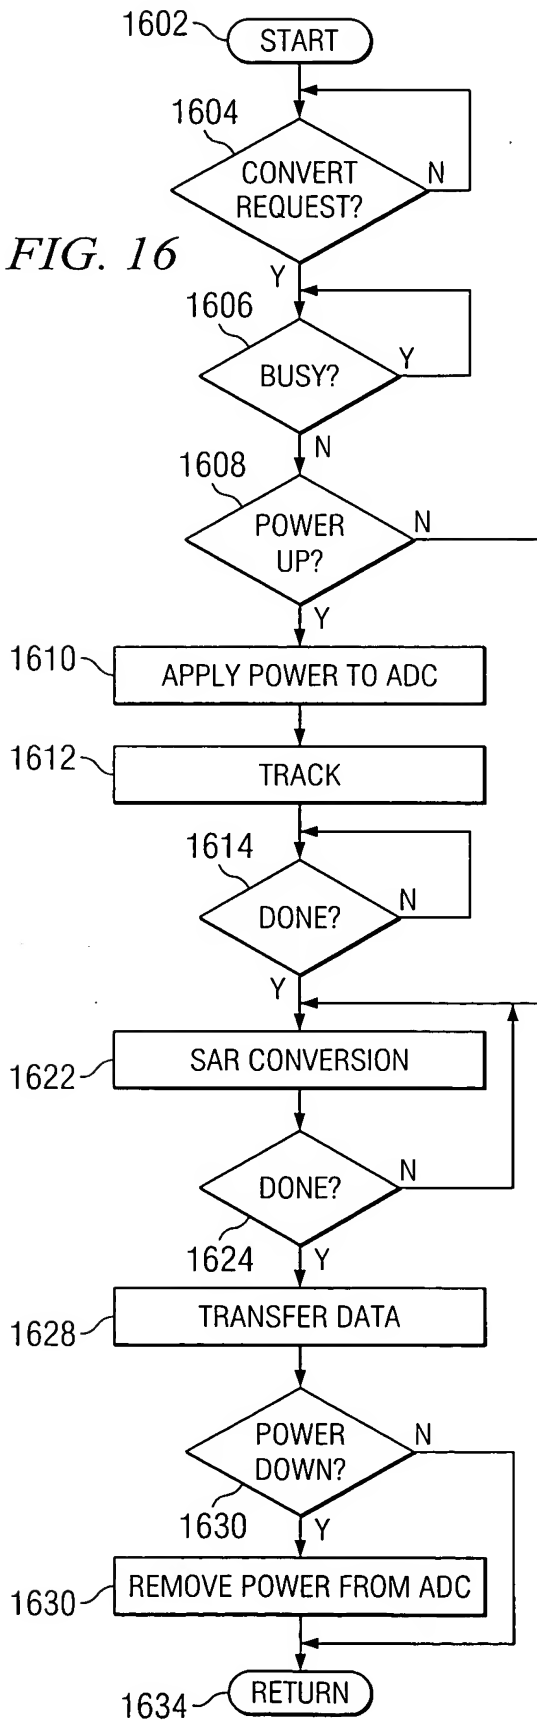 1602
START
1604
CONVERT
REQUEST?
N
FIG. 16
Y
1606
BUSY?
Y
N
1608
POWER
UP?
N
Y
1610
APPLY POWER TO ADC
1612
TRACK
1614
DONE?
N
Y
1622
SAR CONVERSION
DONE?
N
1624
Y
1628
TRANSFER DATA
POWER
DOWN?
N
1630
Y
1630
REMOVE POWER FROM ADC
1634
RETURN